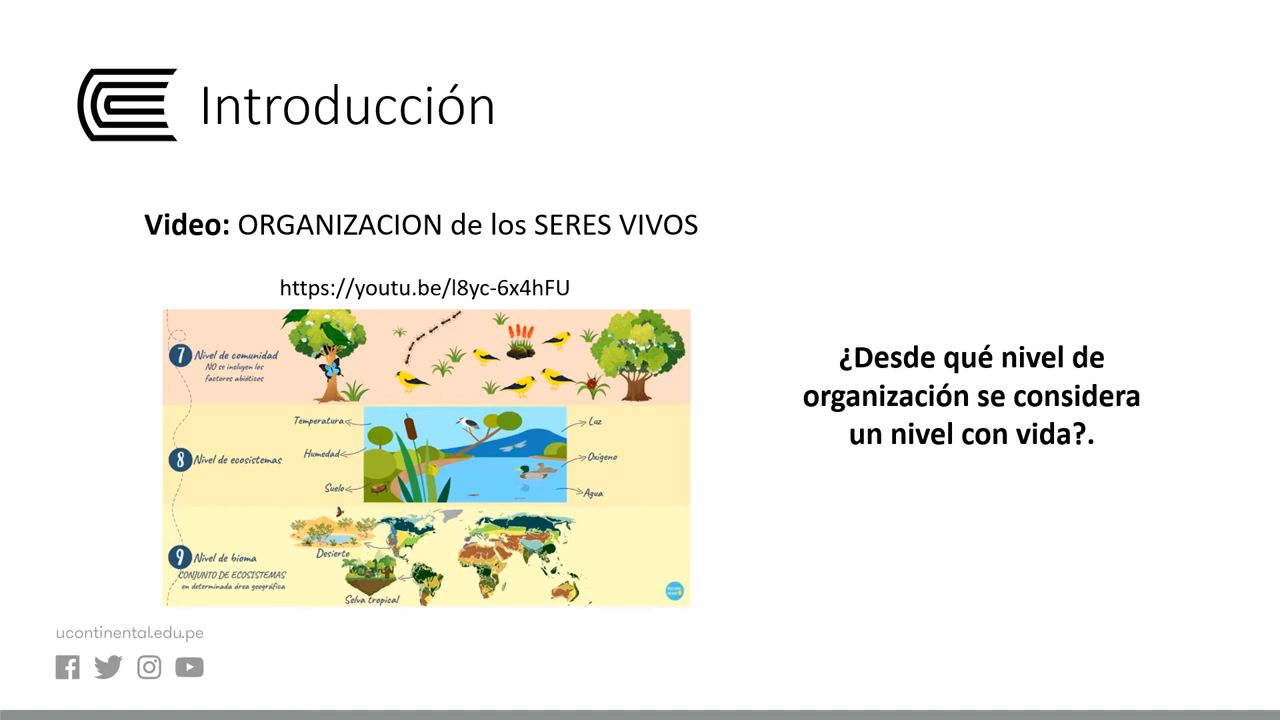 Introducción
Video: ORGANIZACION de los SERES VIVOS
https://youtu.be/l8yc-6x4hFU
7 Nivel de comunidad
NO se incluyen los
factores abióticos
8 Nivel de ecosistemas
Temperatura
Humedad
Suelo
Luz
Oxigeno
Agua
9 Nivel de bioma
CONJUNTO DE ECOSISTEMAS
en determinada área geográfica
Desierto
Selva tropical
¿Desde qué nivel de
organización se considera
un nivel con vida?.
ucontinental.edu.pe